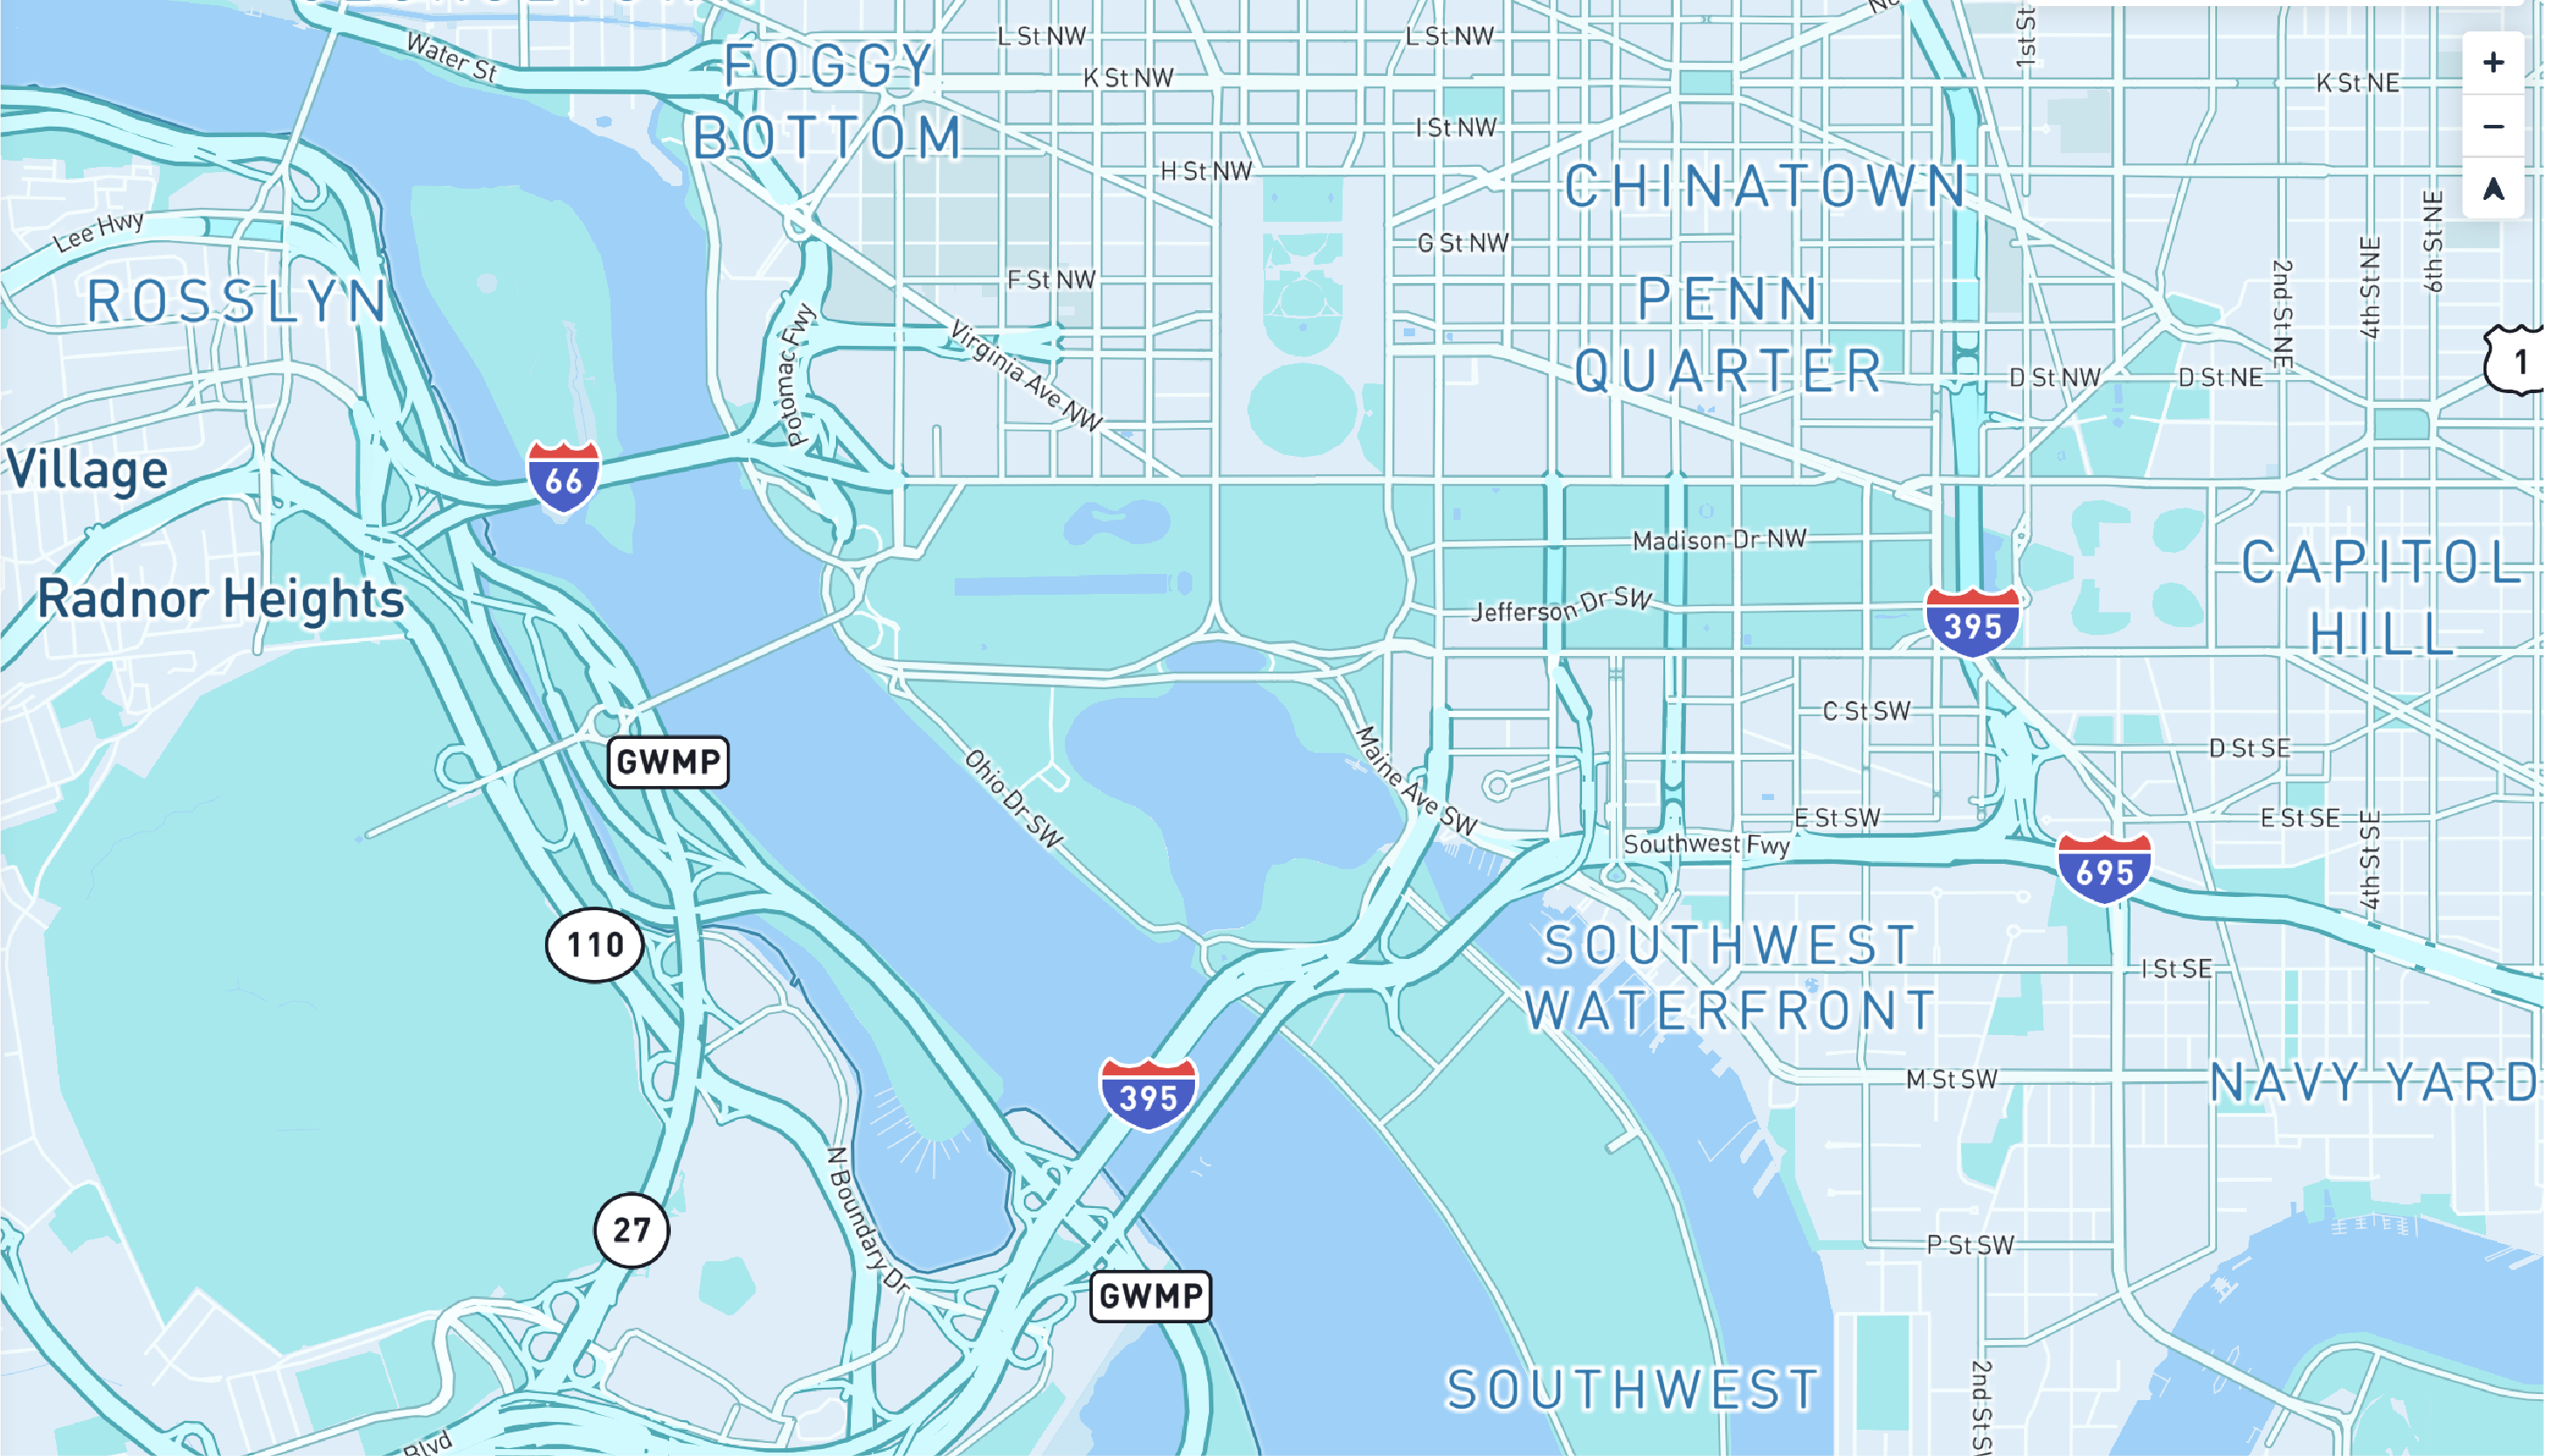 Water St
FOGGY
BOTTOM
L St NW
L St NW
1st St
K St NW
K St NE
I St NW
H St NW
CHINATOWN
Lee Hwy
G St NW
6th St NE
F St NW
2nd St NE
4th St NE
ROSSLYN
PENN
QUARTER
Potomac Fwy
Virginia Ave NW
1
D St NW
D St NE
Village
66
Madison Dr NW
CAPITOL
HILL
Radnor Heights
Jefferson Dr SW
395
C St SW
D St SE
GWMP
Ohio Dr SW
Maine Ave SW
E St SW
E St SE
Southwest Fwy
4th St SE
695
110
SOUTHWEST
WATERFRONT
I St SE
395
M St SW
NAVY YARD
N Boundary Dr
27
P St SW
GWMP
SOUTHWEST
2nd St S
Blvd
+
−